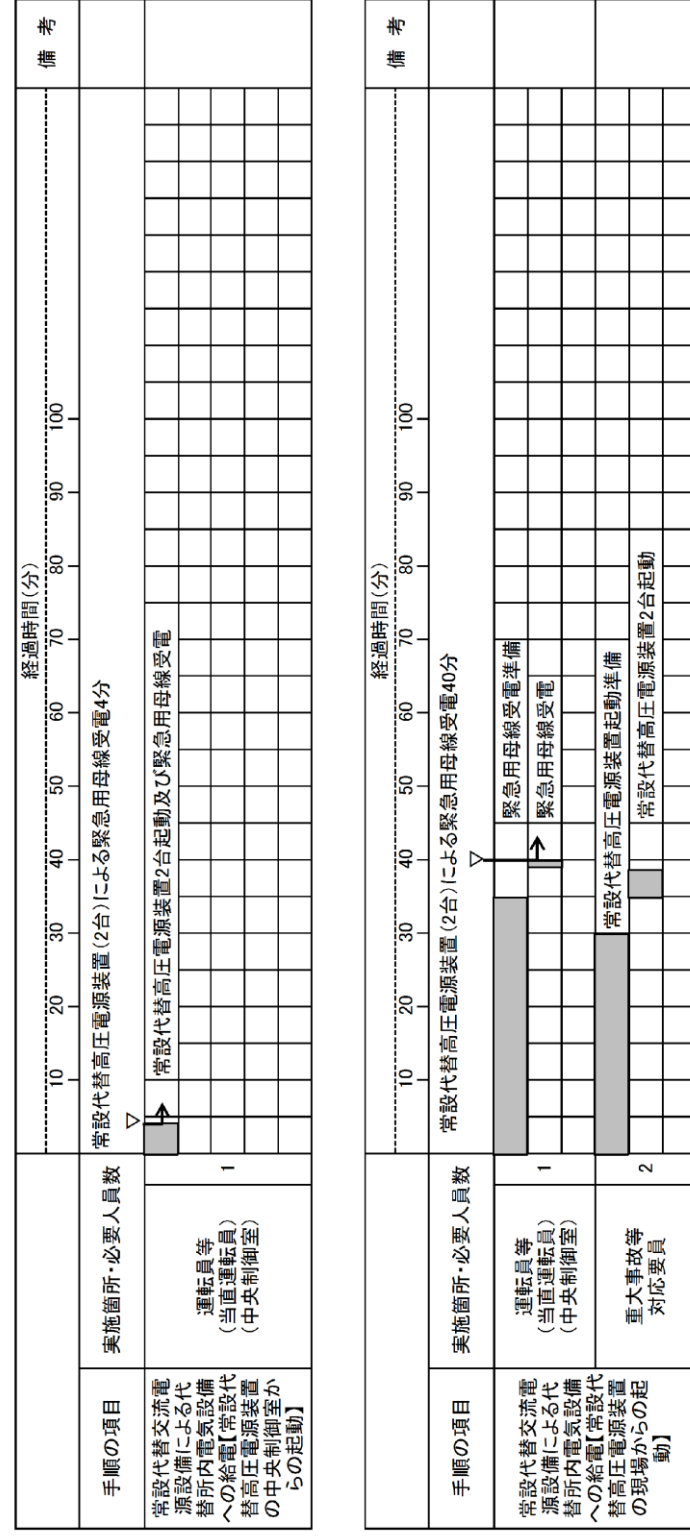 経過時間(分)
備 考
10 20 30 40 50 60 70 80 90 100
手順の項目
実施箇所・必要人員数
常設代替高圧電源装置(2台)による緊急用母線受電4分
▽
常設代替交流電
源設備による代
替所内電気設備
への給電【常設代
替高圧電源装置
の中央制御室か
らの起動】
運転員等
(当直運転員)
(中央制御室)
1
常設代替高圧電源装置2台起動及び緊急用母線受電
経過時間(分)
備 考
10 20 30 40 50 60 70 80 90 100
手順の項目
実施箇所・必要人員数
常設代替高圧電源装置(2台)による緊急用母線受電40分
▽
常設代替交流電
源設備による代
替所内電気設備
への給電【常設代
替高圧電源装置
の現場からの起
動】
運転員等
(当直運転員)
(中央制御室)
1
緊急用母線受電準備
緊急用母線受電
重大事故等
対応要員
2
常設代替高圧電源装置起動準備
常設代替高圧電源装置2台起動